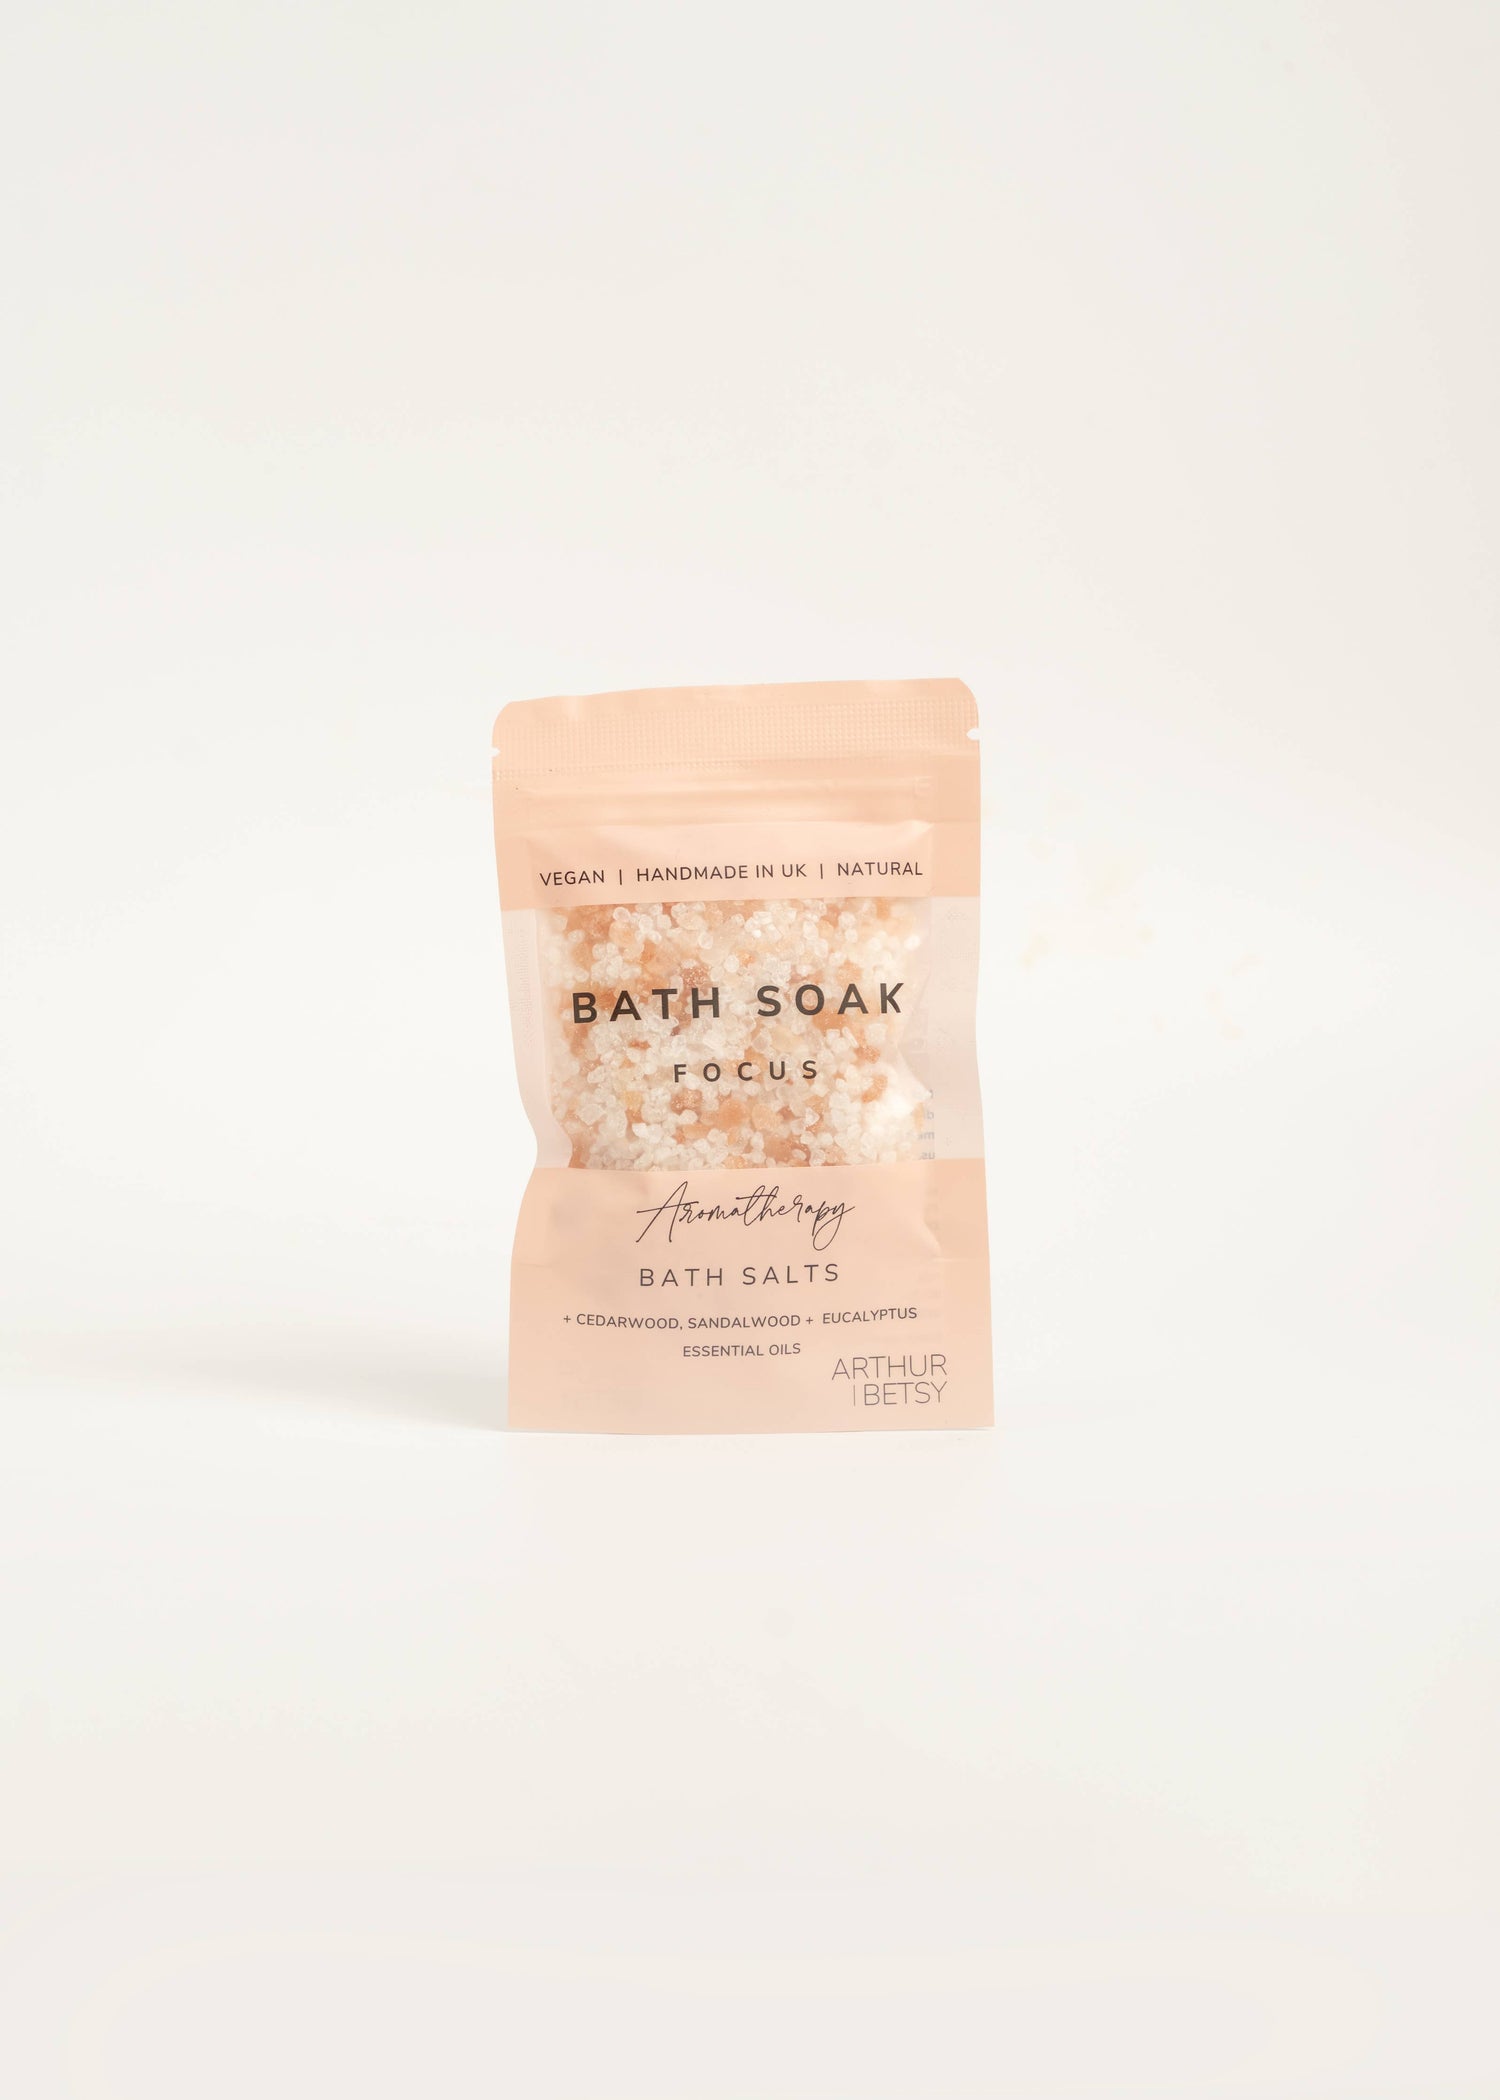 VEGAN | HANDMADE IN UK | NATURAL
BATH SOAK
FOCUS
Aromatherapy
BATH SALTS
+ CEDARWOOD, SANDALWOOD + EUCALYPTUS
ESSENTIAL OILS
ARTHUR
| BETSY